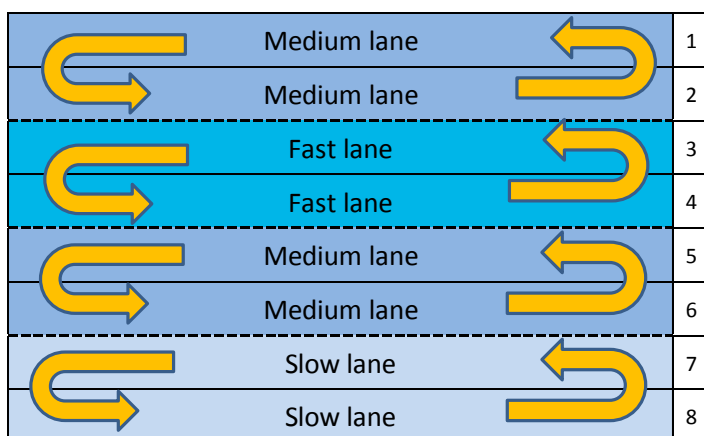 Medium lane 1
Medium lane 2
Fast lane 3
Fast lane 4
Medium lane 5
Medium lane 6
Slow lane 7
Slow lane 8